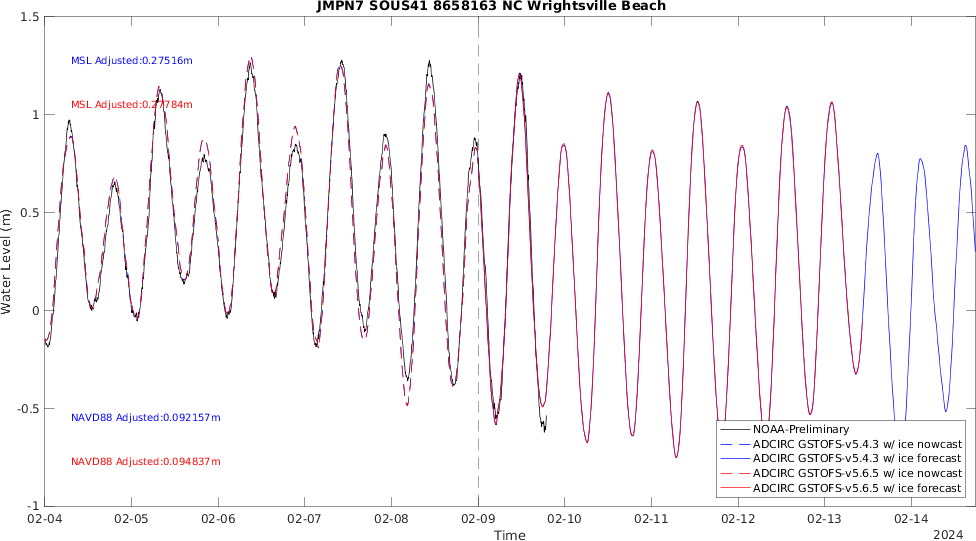 JMPN7 SOUS41 8658163 NC Wrightsville Beach
1.5
1
0.5
0
-0.5
-1
Water Level (m)
MSL Adjusted:0.27516m
MSL Adjusted:0.27784m
NAVD88 Adjusted:0.092157m
NAVD88 Adjusted:0.094837m
NOAA-Preliminary
ADCIRC GSTOFS-v5.4.3 w/ ice nowcast
ADCIRC GSTOFS-v5.4.3 w/ ice forecast
ADCIRC GSTOFS-v5.6.5 w/ ice nowcast
ADCIRC GSTOFS-v5.6.5 w/ ice forecast
02-04 02-05 02-06 02-07 02-08 02-09 02-10 02-11 02-12 02-13 02-14
Time
2024